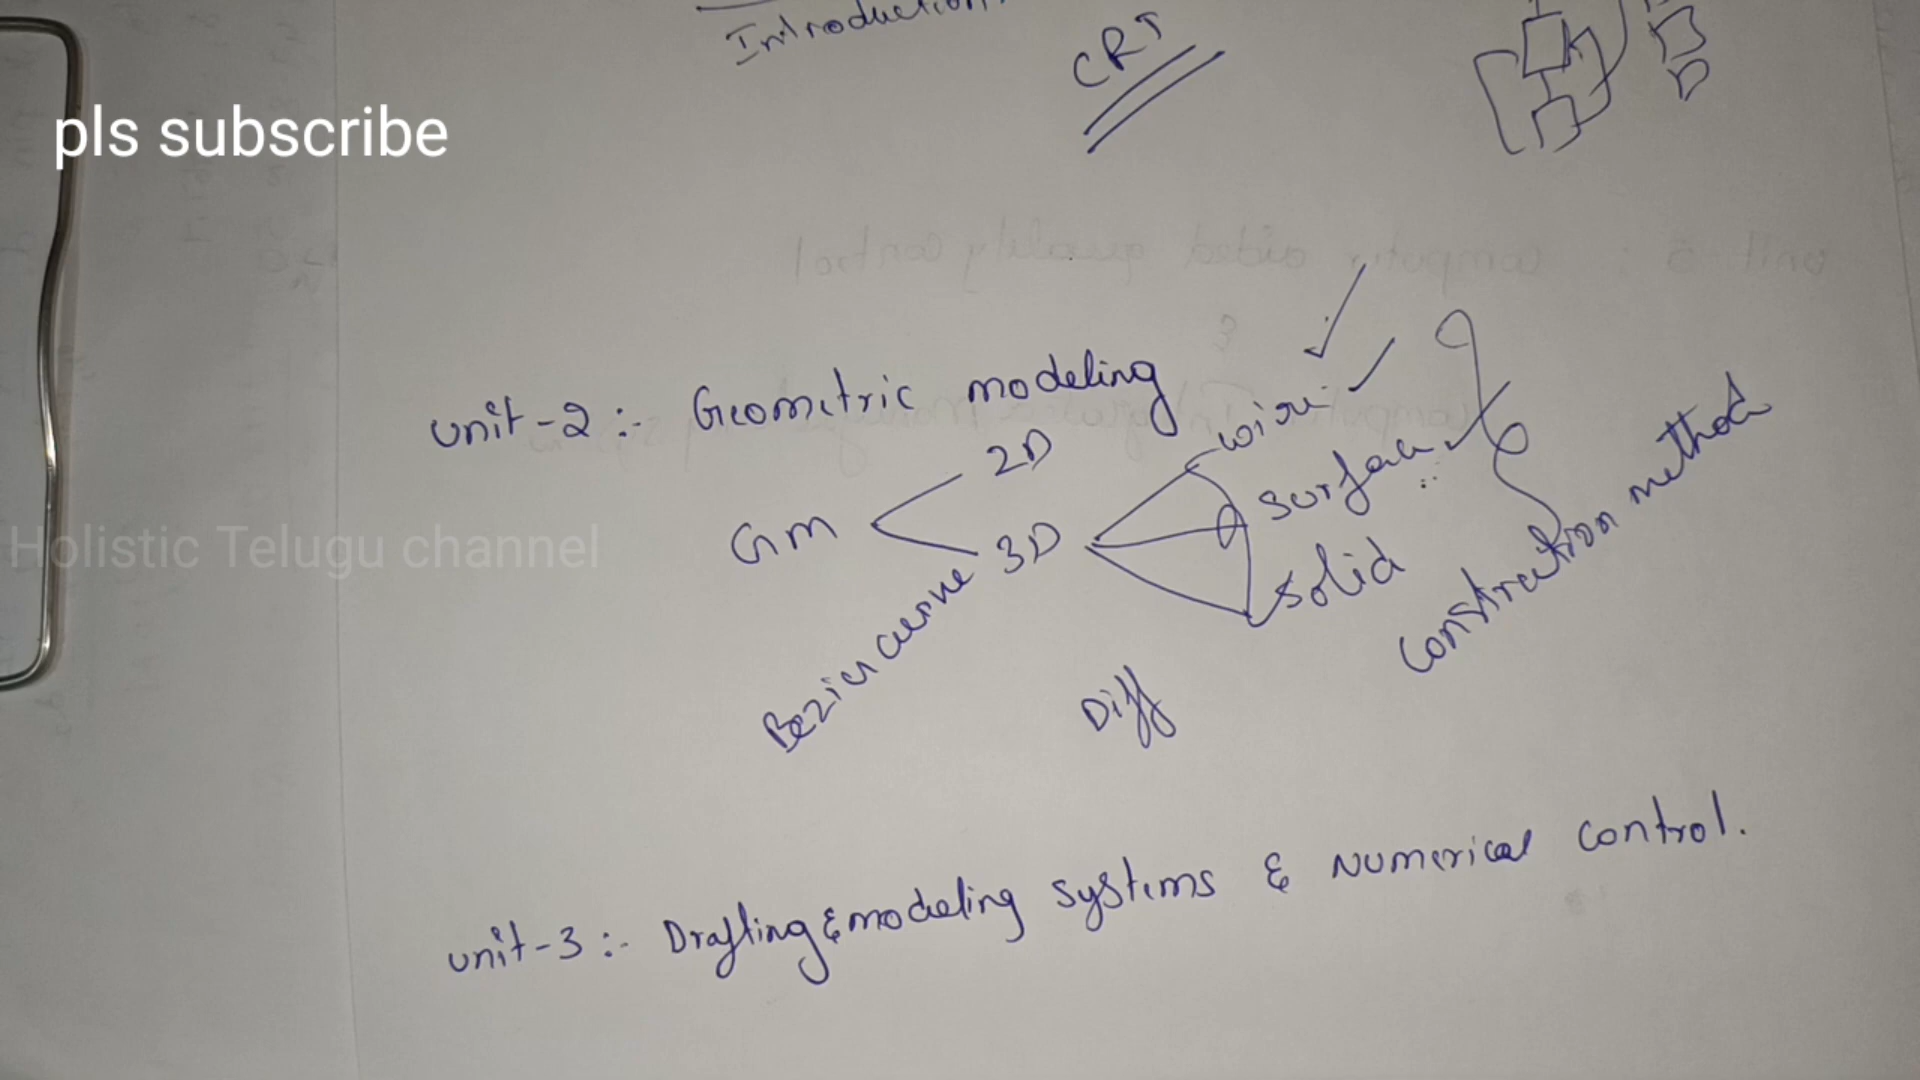 Introduction.
CRT
pls subscribe
unit-2:- Geometric modeling
GM
2D
3D
wire
surface
solid
Holistic Telugu channel
Bezier curve
Diff
construction method
unit-3:- Drafting & modeling systems & Numerical control.